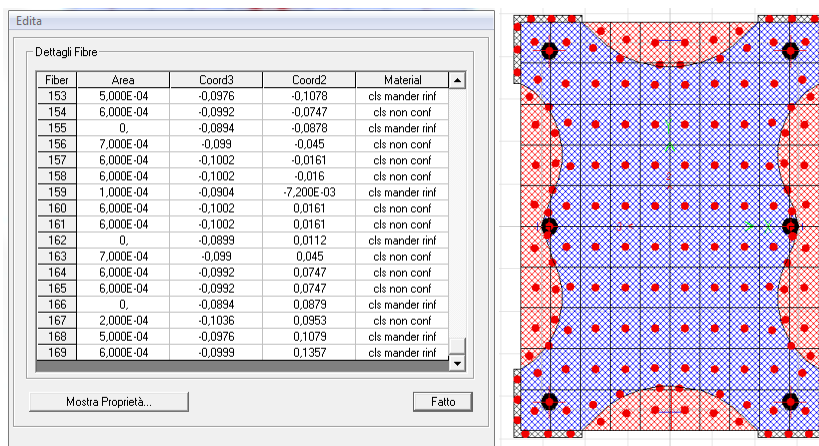 Edita
Dettagli Fibre
Fiber Area Coord3 Coord2 Material
153 5,000E-04 -0,0976 -0,1078 cls mander rinf
154 6,000E-04 -0,0992 -0,0747 cls non conf
155 0, -0,0894 -0,0878 cls mander rinf
156 7,000E-04 -0,099 -0,045 cls non conf
157 6,000E-04 -0,1002 -0,0161 cls non conf
158 6,000E-04 -0,1002 -0,016 cls non conf
159 1,000E-04 -0,0904 -7,200E-03 cls mander rinf
160 6,000E-04 -0,1002 0,0161 cls non conf
161 6,000E-04 -0,1002 0,0161 cls non conf
162 0, -0,0899 0,0112 cls mander rinf
163 7,000E-04 -0,099 0,045 cls non conf
164 6,000E-04 -0,0992 0,0747 cls non conf
165 6,000E-04 -0,0992 0,0747 cls non conf
166 0, -0,0894 0,0879 cls mander rinf
167 2,000E-04 -0,1036 0,0953 cls non conf
168 5,000E-04 -0,0976 0,1079 cls mander rinf
169 6,000E-04 -0,0999 0,1357 cls mander rinf
Mostra Proprietà... Fatto